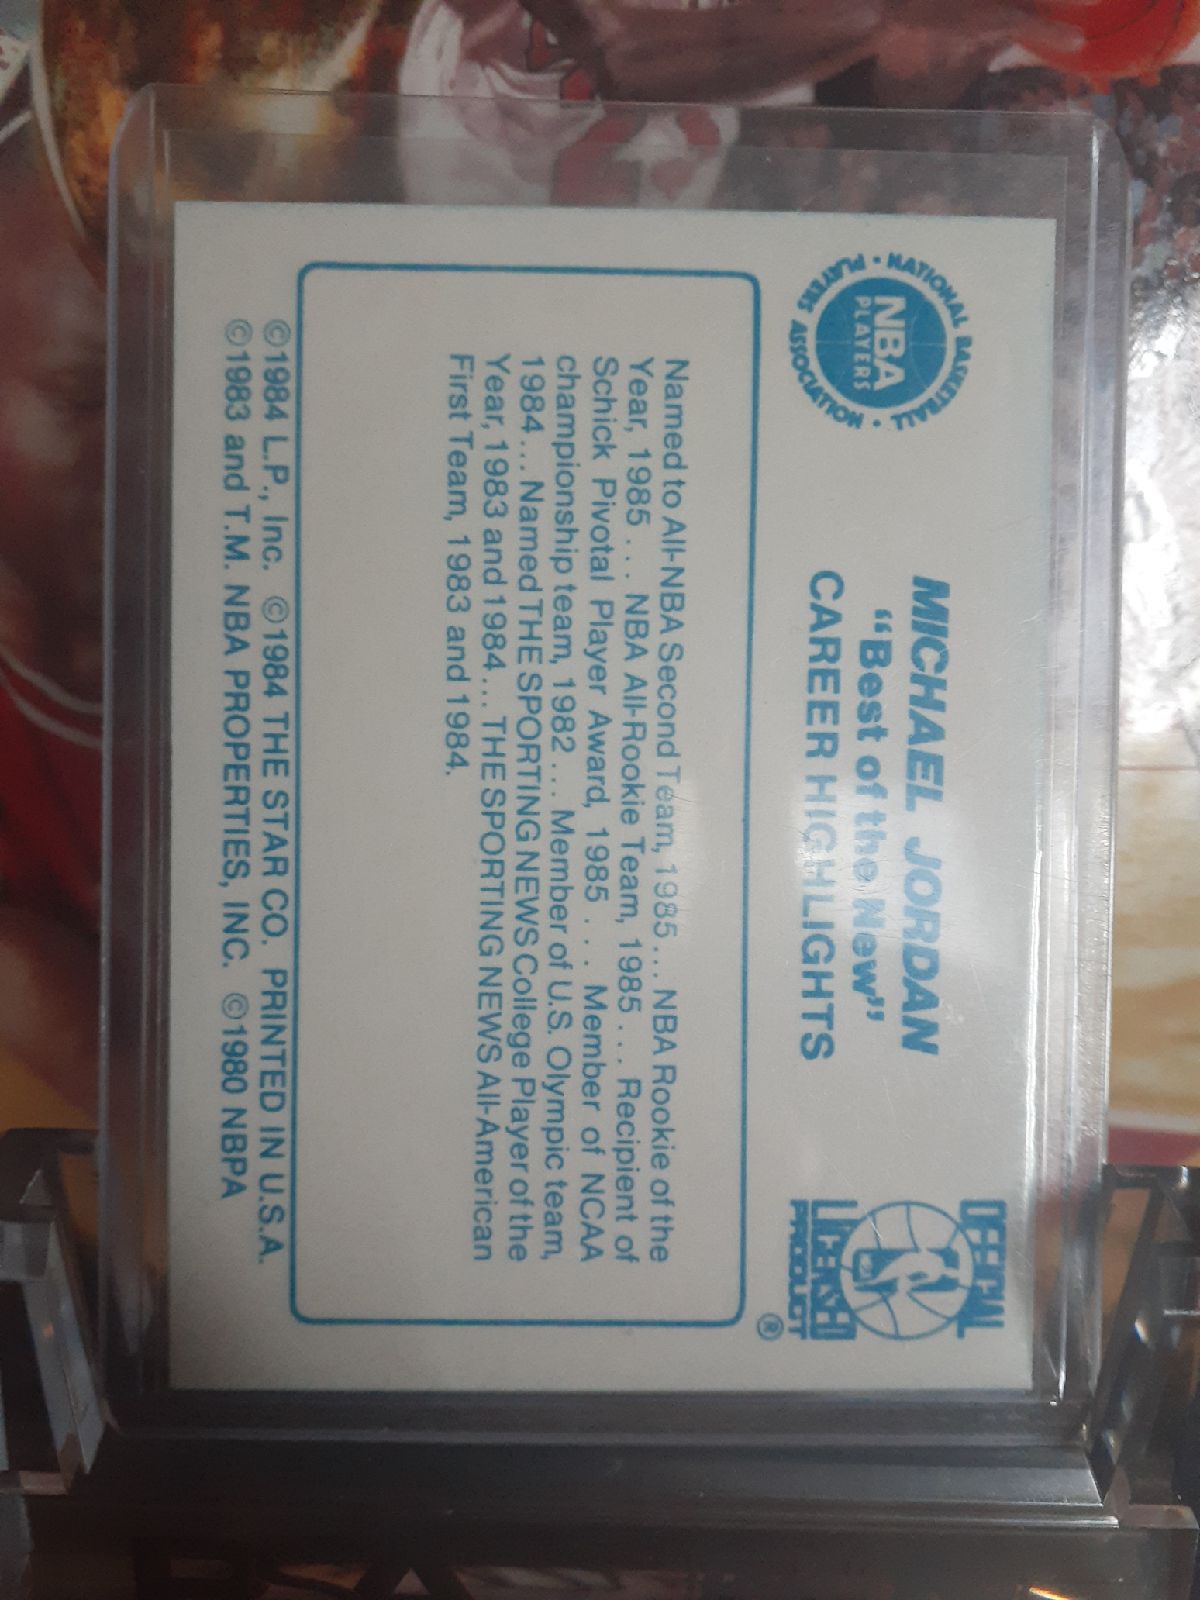 NATIONAL BASKETBALL
PLAYERS ASSOCIATION
NBA
PLAYERS
MICHAEL JORDAN
“Best of the New”
CAREER HIGHLIGHTS
OFFICIAL
LICENSED
PRODUCT
®
Named to All-NBA Second Team, 1985... NBA Rookie of the
Year, 1985... NBA All-Rookie Team, 1985... Recipient of
Schick Pivotal Player Award, 1985... Member of NCAA
championship team, 1982... Member of U.S. Olympic team,
1984... Named THE SPORTING NEWS College Player of the
Year, 1983 and 1984... THE SPORTING NEWS All-American
First Team, 1983 and 1984.
©1984 L.P., Inc. ©1984 THE STAR CO. PRINTED IN U.S.A.
©1983 and T.M. NBA PROPERTIES, INC. ©1980 NBPA